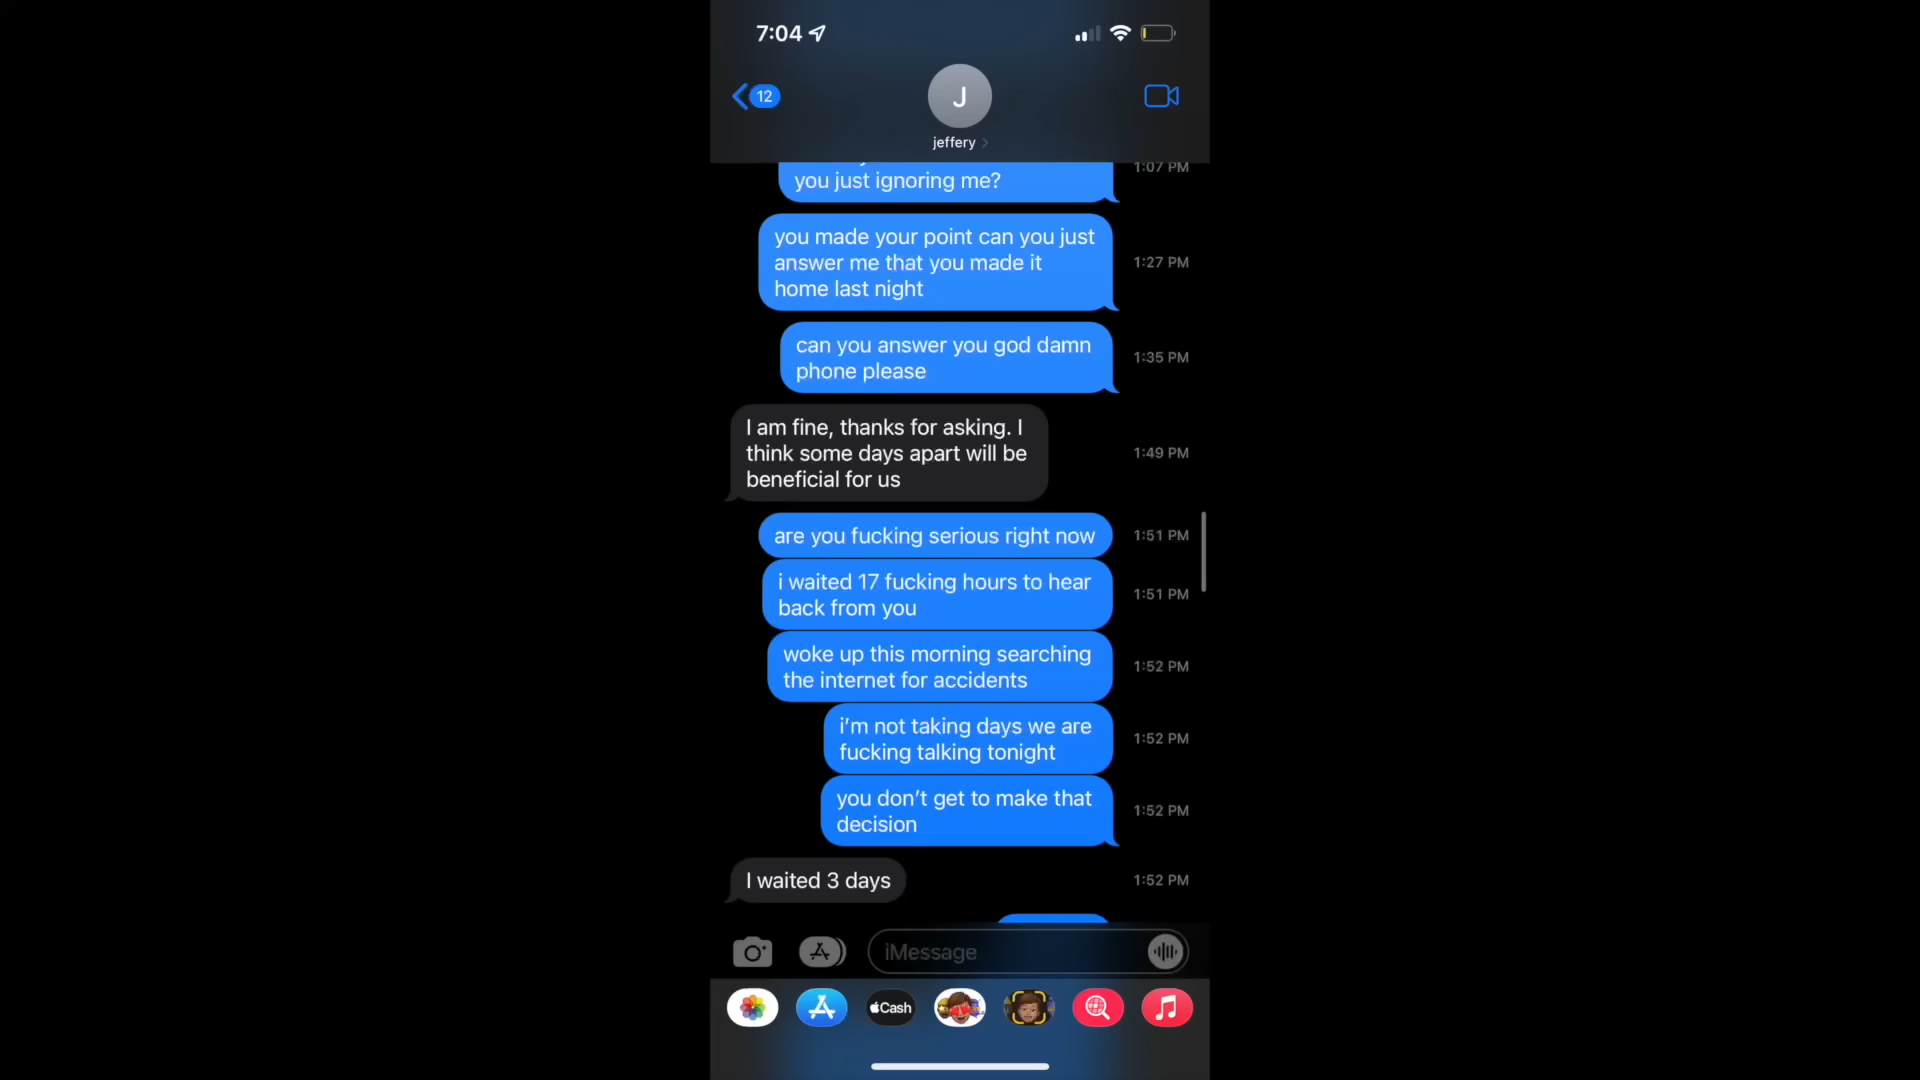 7:04
12
J
jeffery
1:07 PM
you just ignoring me?
you made your point can you just
answer me that you made it
home last night
1:27 PM
can you answer you god damn
phone please
1:35 PM
I am fine, thanks for asking. I
think some days apart will be
beneficial for us
1:49 PM
are you fucking serious right now
1:51 PM
i waited 17 fucking hours to hear
back from you
1:51 PM
woke up this morning searching
the internet for accidents
1:52 PM
i'm not taking days we are
fucking talking tonight
1:52 PM
you don't get to make that
decision
1:52 PM
I waited 3 days
1:52 PM
iMessage
Cash